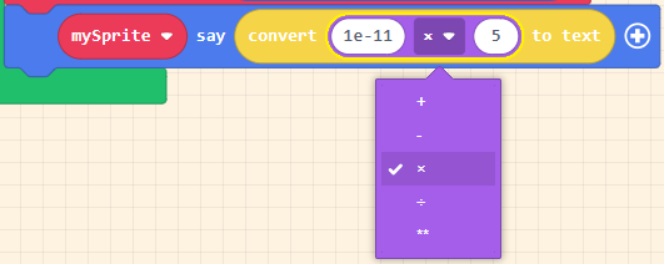 mySprite say convert 1e-11 x 5 to text
+
-
x
÷
**